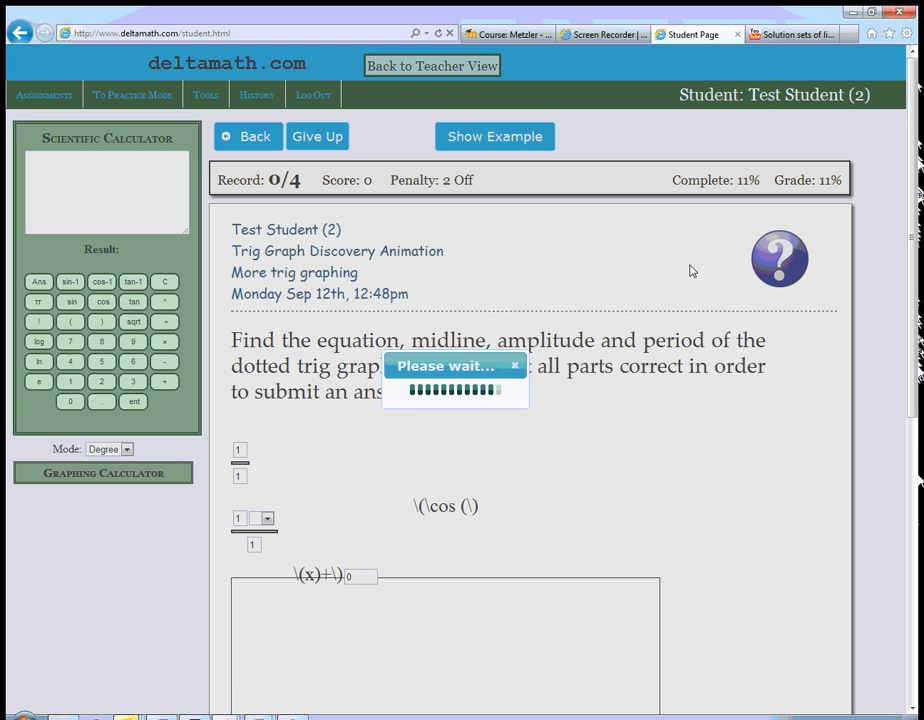 http://www.deltamath.com/student.html
Course: Metzler - ...
Screen Recorder | ...
Student Page
You Tube Solution sets of li...
deltamath.com
Back to Teacher View
Assignments To Practice Mode Tools History Log Out
Student: Test Student (2)
Scientific Calculator
Result:
Ans sin-1 cos-1 tan-1 C
π sin cos tan ^
! ( ) sqrt ÷
log 7 8 9 ×
ln 4 5 6 -
e 1 2 3 +
0 . ent
Mode: Degree
Graphing Calculator
Back Give Up Show Example
Record: 0/4 Score: 0 Penalty: 2 Off Complete: 11% Grade: 11%
Test Student (2)
Trig Graph Discovery Animation
More trig graphing
Monday Sep 12th, 12:48pm
?
Find the equation, midline, amplitude and period of the
dotted trig grap all parts correct in order
to submit an ans
Please wait...
1
1
\(\cos (\)
1
1
\(x)+\) 0